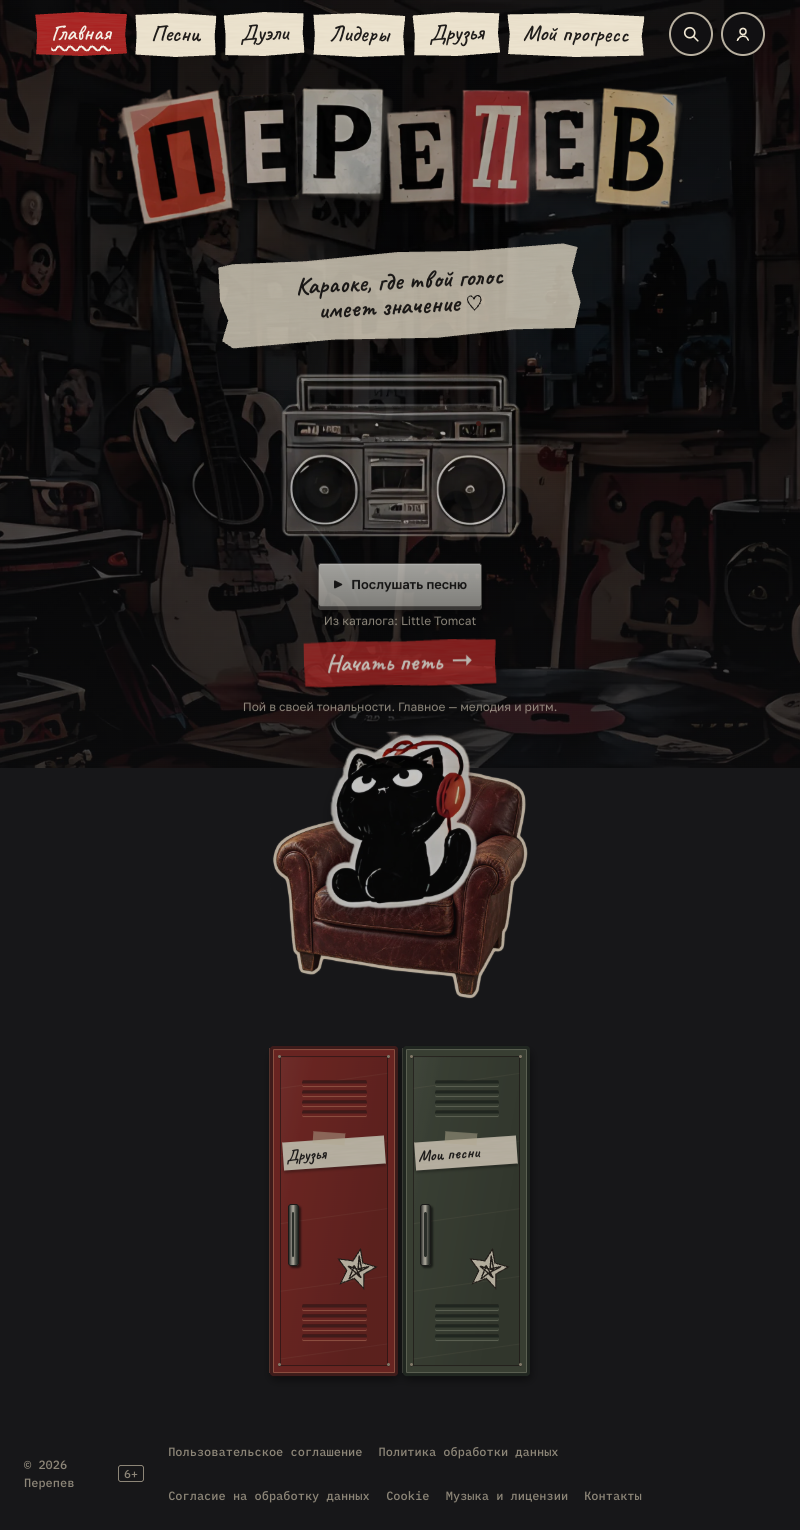 Главная Песни Дуэли Лидеры Друзья Мой прогресс
ПЕРЕПЕВ
Караоке, где твой голос
имеет значение ♡
▶ Послушать песню
Из каталога: Little Tomcat
Начать петь →
Пой в своей тональности. Главное — мелодия и ритм.
Друзья
Мои песни
© 2026
Перепев
6+
Пользовательское соглашение Политика обработки данных
Согласие на обработку данных Cookie Музыка и лицензии Контакты